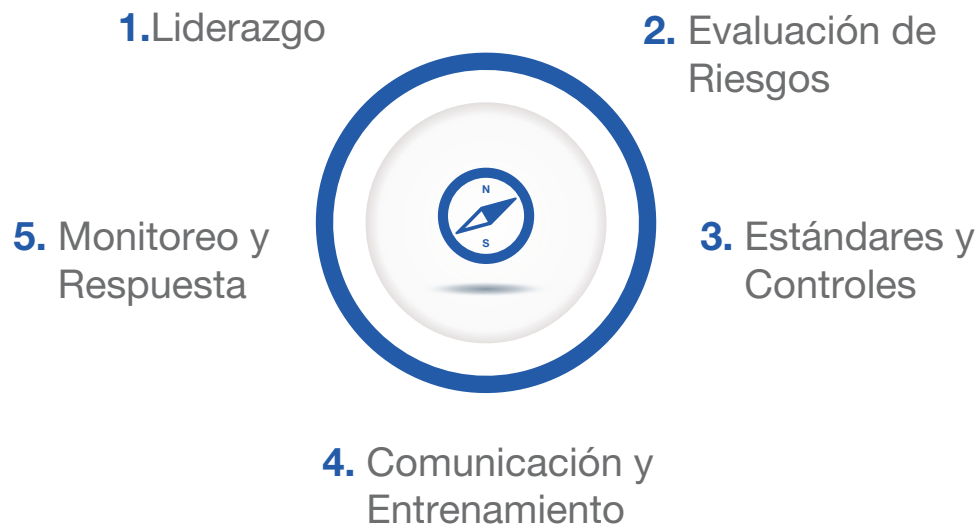 1.Liderazgo
2. Evaluación de
Riesgos
3. Estándares y
Controles
4. Comunicación y
Entrenamiento
5. Monitoreo y
Respuesta
N
S